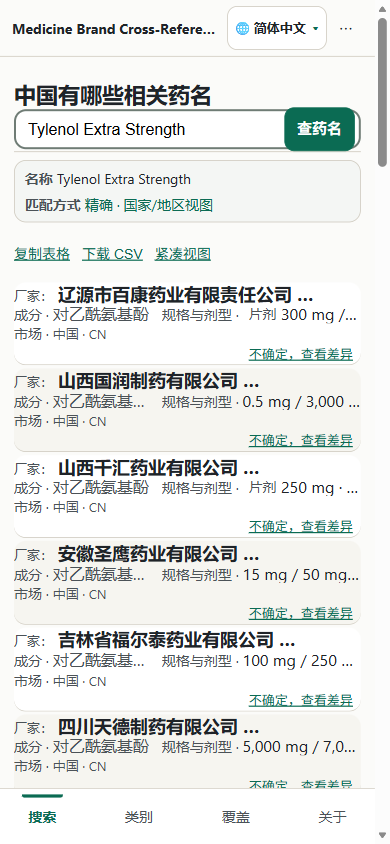 Medicine Brand Cross-Refere... 简体中文 ...
中国有哪些相关药名
Tylenol Extra Strength 查药名
名称 Tylenol Extra Strength
匹配方式 精确 · 国家/地区视图
复制表格 下载 CSV 紧凑视图
厂家: 辽源市百康药业有限责任公司 ...
成分 · 对乙酰氨基酚 规格与剂型 · 片剂 300 mg /...
市场 · 中国 · CN
不确定，查看差异
厂家: 山西国润制药有限公司 ...
成分 · 对乙酰氨基... 规格与剂型 · 0.5 mg / 3,000 ...
市场 · 中国 · CN
不确定，查看差异
厂家: 山西千汇药业有限公司 ...
成分 · 对乙酰氨基酚 规格与剂型 · 片剂 250 mg · ...
市场 · 中国 · CN
不确定，查看差异
厂家: 安徽圣鹰药业有限公司 ...
成分 · 对乙酰氨基酚 规格与剂型 · 15 mg / 50 mg...
市场 · 中国 · CN
不确定，查看差异
厂家: 吉林省福尔泰药业有限公司 ...
成分 · 对乙酰氨基... 规格与剂型 · 100 mg / 250 ...
市场 · 中国 · CN
不确定，查看差异
厂家: 四川天德制药有限公司 ...
成分 · 对乙酰氨基酚 规格与剂型 · 5,000 mg / 7,0...
市场 · 中国 · CN
不确定，查看差异
搜索 类别 覆盖 关于